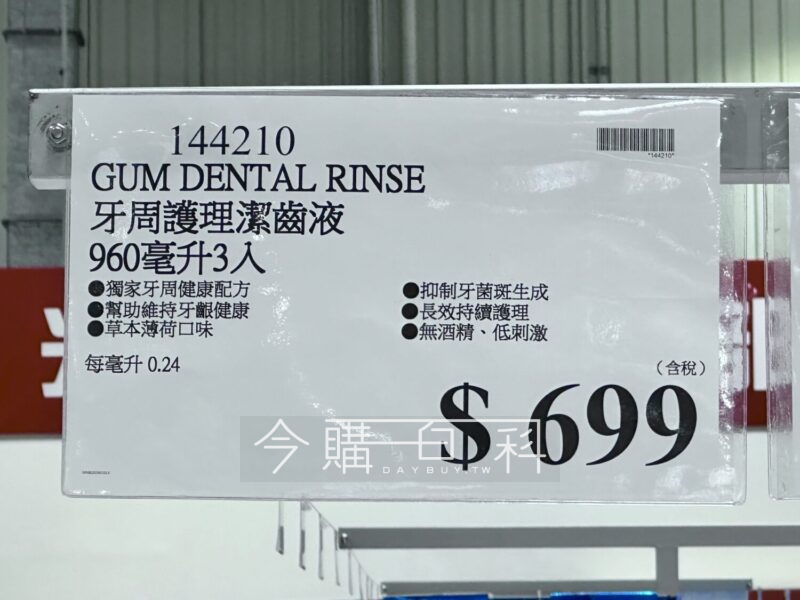 144210
*144210*
GUM DENTAL RINSE
牙周護理潔齒液
960毫升3入
●獨家牙周健康配方
●幫助維持牙齦健康
●草本薄荷口味
●抑制牙菌斑生成
●長效持續護理
●無酒精、低刺激
每毫升 0.24
(含稅)
$ 699
今購百科
DAYBUY.TW